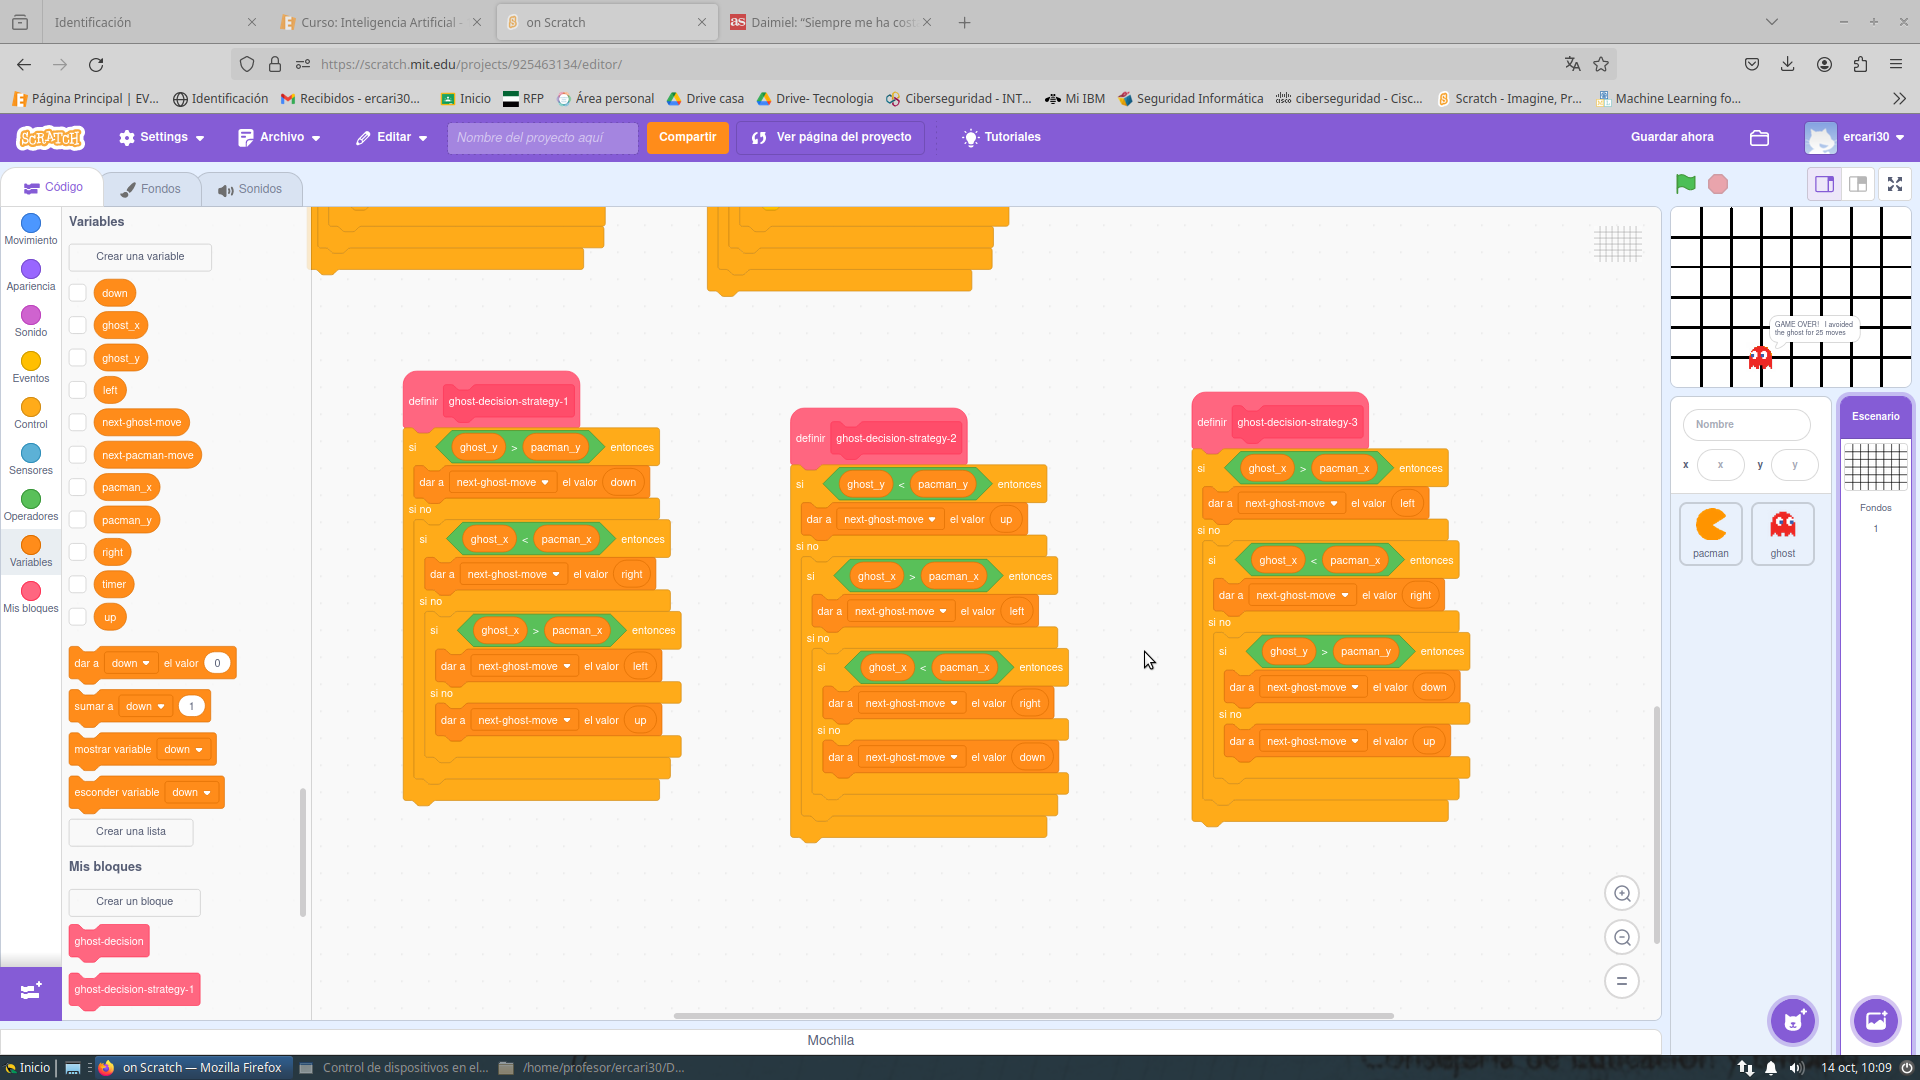 Identificación
Curso: Inteligencia Artificial -
on Scratch
as
Daimiel: “Siempre me ha cost
https://scratch.mit.edu/projects/925463134/editor/
Página Principal | EV...
Identificación
Recibidos - ercari30...
Inicio
RFP
Área personal
Drive casa
Drive- Tecnologia
Ciberseguridad - INT...
Mi IBM
Seguridad Informática
ciberseguridad - Cisc...
Scratch - Imagine, Pr...
Machine Learning fo...
SCRATCH
Settings
Archivo
Editar
Nombre del proyecto aquí
Compartir
Ver página del proyecto
Tutoriales
Guardar ahora
ercari30
Código
Fondos
Sonidos
Movimiento
Apariencia
Sonido
Eventos
Control
Sensores
Operadores
Variables
Mis bloques
Variables
Crear una variable
down
ghost_x
ghost_y
left
next-ghost-move
next-pacman-move
pacman_x
pacman_y
right
timer
up
dar a down el valor 0
sumar a down 1
mostrar variable down
esconder variable down
Crear una lista
Mis bloques
Crear un bloque
ghost-decision
ghost-decision-strategy-1
definir ghost-decision-strategy-1
si ghost_y > pacman_y entonces
dar a next-ghost-move el valor down
si no
si ghost_x < pacman_x entonces
dar a next-ghost-move el valor right
si no
si ghost_x > pacman_x entonces
dar a next-ghost-move el valor left
si no
dar a next-ghost-move el valor up
definir ghost-decision-strategy-2
si ghost_y < pacman_y entonces
dar a next-ghost-move el valor up
si no
si ghost_x > pacman_x entonces
dar a next-ghost-move el valor left
si no
si ghost_x < pacman_x entonces
dar a next-ghost-move el valor right
si no
dar a next-ghost-move el valor down
definir ghost-decision-strategy-3
si ghost_x > pacman_x entonces
dar a next-ghost-move el valor left
si no
si ghost_x < pacman_x entonces
dar a next-ghost-move el valor right
si no
si ghost_y > pacman_y entonces
dar a next-ghost-move el valor down
si no
dar a next-ghost-move el valor up
GAME OVER! I avoided
the ghost for 25 moves
Nombre
x x y y
pacman
ghost
Escenario
Fondos
1
Mochila
Inicio
on Scratch — Mozilla Firefox
Control de dispositivos en el...
/home/profesor/ercari30/D...
14 oct, 10:09